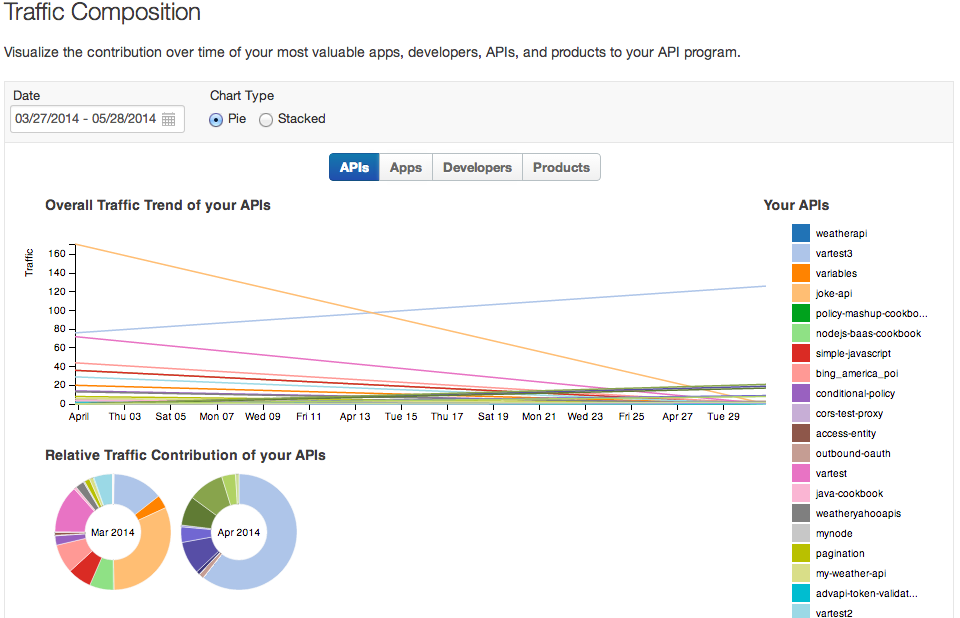 Traffic Composition
Visualize the contribution over time of your most valuable apps, developers, APIs, and products to your API program.
Date
Chart Type
03/27/2014 - 05/28/2014
Pie
Stacked
APIs
Apps
Developers
Products
Overall Traffic Trend of your APIs
Traffic
160
140
120
100
80
60
40
20
0
April
Thu 03
Sat 05
Mon 07
Wed 09
Fri 11
Apr 13
Tue 15
Thu 17
Sat 19
Mon 21
Wed 23
Fri 25
Apr 27
Tue 29
Relative Traffic Contribution of your APIs
Mar 2014
Apr 2014
Your APIs
weatherapi
vartest3
variables
joke-api
policy-mashup-cookbo...
nodejs-baas-cookbook
simple-javascript
bing_america_poi
conditional-policy
cors-test-proxy
access-entity
outbound-oauth
vartest
java-cookbook
weatheryahooapis
mynode
pagination
my-weather-api
advapi-token-validat...
vartest2